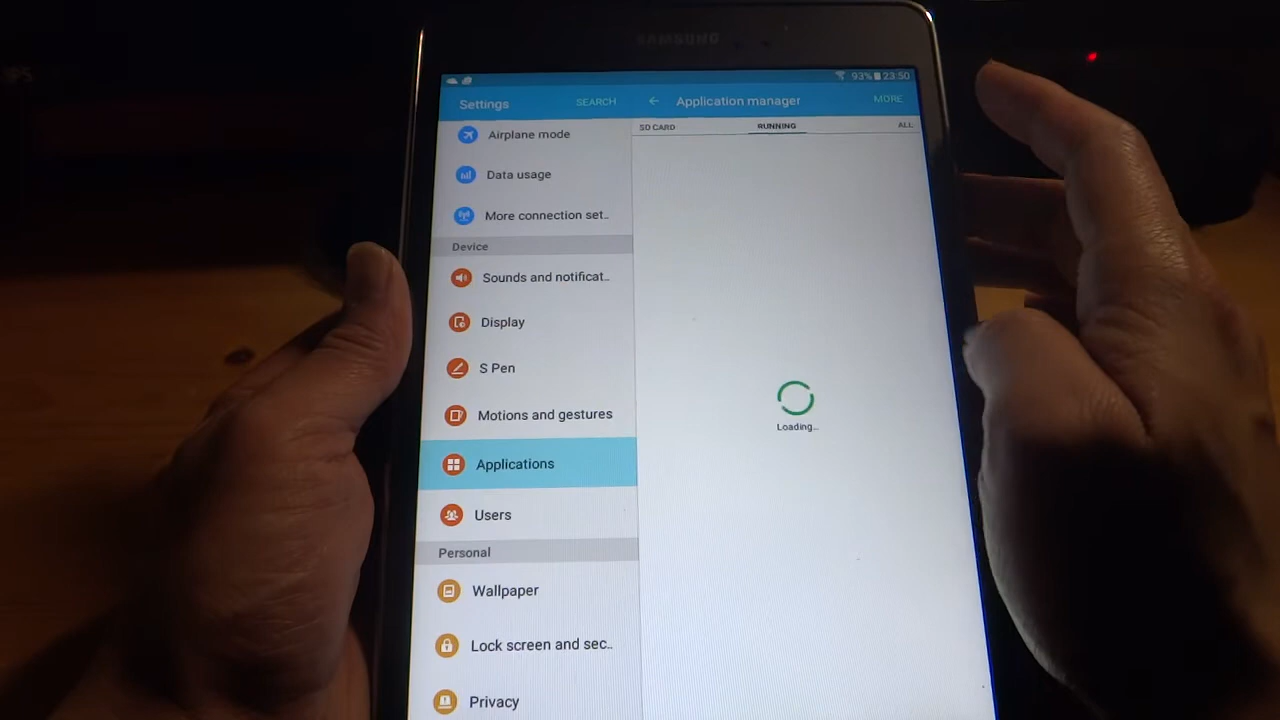 SAMSUNG
93% 23:50
Settings SEARCH
Application manager MORE
SD CARD RUNNING ALL
Airplane mode
Data usage
More connection set..
Device
Sounds and notificat..
Display
S Pen
Motions and gestures
Applications
Users
Personal
Wallpaper
Lock screen and sec..
Privacy
Loading...